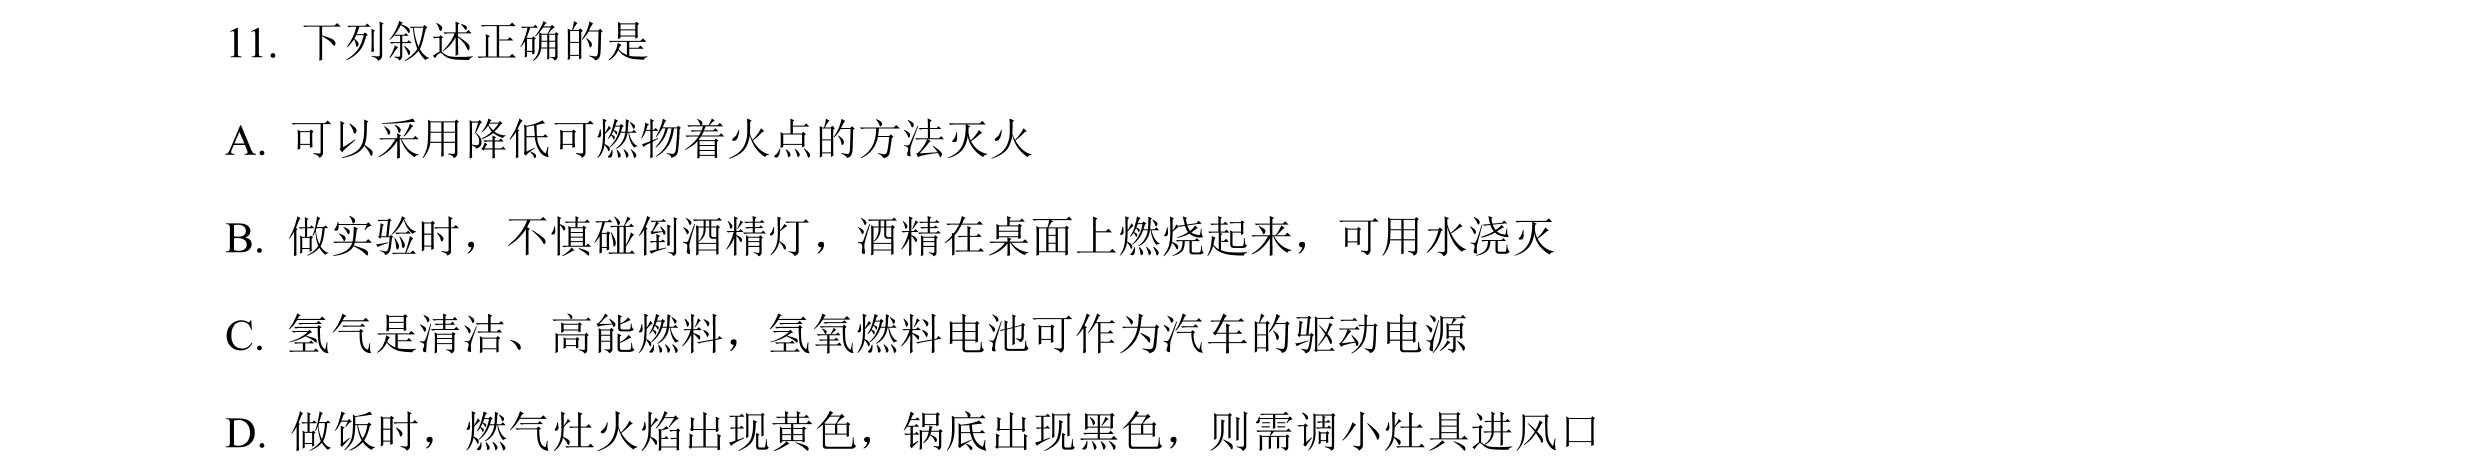 11. 下列叙述正确的是
A. 可以采用降低可燃物着火点的方法灭火
B. 做实验时，不慎碰倒酒精灯，酒精在桌面上燃烧起来，可用水浇灭
C. 氢气是清洁、高能燃料，氢氧燃料电池可作为汽车的驱动电源
D. 做饭时，燃气灶火焰出现黄色，锅底出现黑色，则需调小灶具进风口